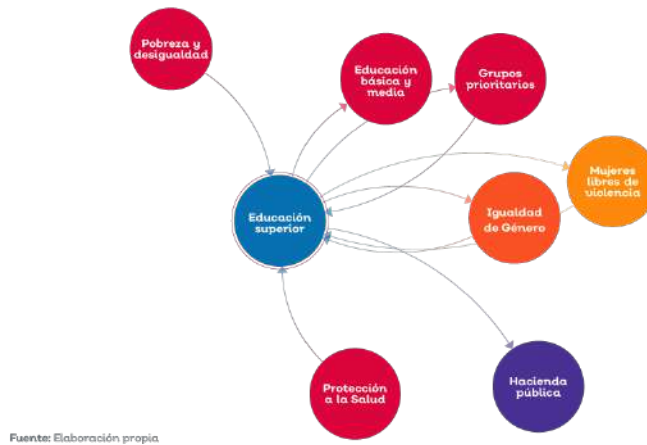 Pobreza y
desigualdad
Educación
básica y
media
Grupos
prioritarios
Mujeres
libres de
violencia
Educación
superior
Igualdad
de Género
Protección
a la Salud
Hacienda
pública
Fuente: Elaboración propia